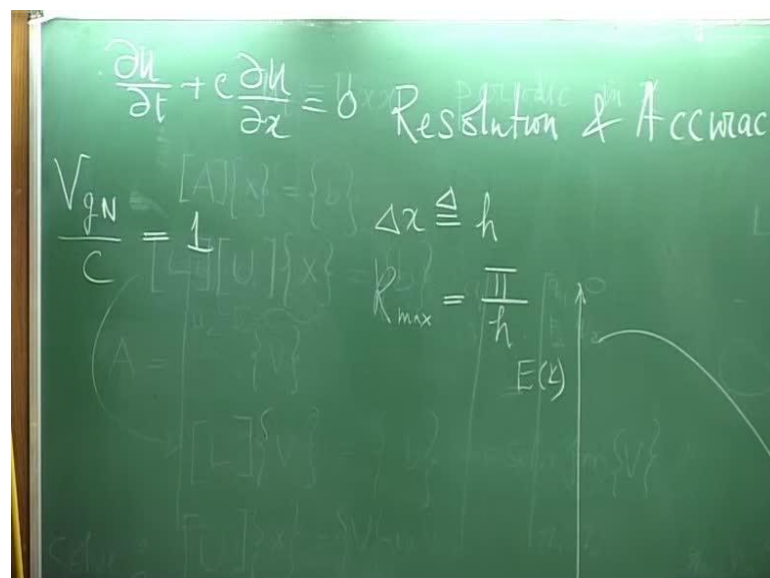 ∂u/∂t + c ∂u/∂x = 0 Resolution & Accurac
V_gN/c = 1
Δx ≜ h
K_max = π/h
E(k)
[A]{x} = {b}
[L][U]{x} = {b}
A =
{V}
[L]{V} =
{V}
[U]{x} = {V}